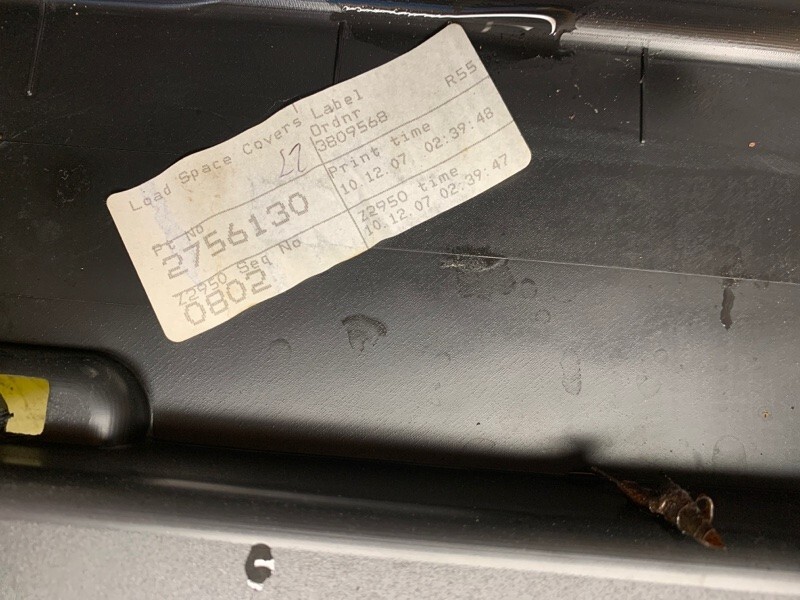 Load Space Covers Label
R55
27
Ordnr
3809568
Pt No
2756130
Print time
10.12.07 02:39:48
Z2950 Seq No
0802
Z2950 time
10.12.07 02:39:47